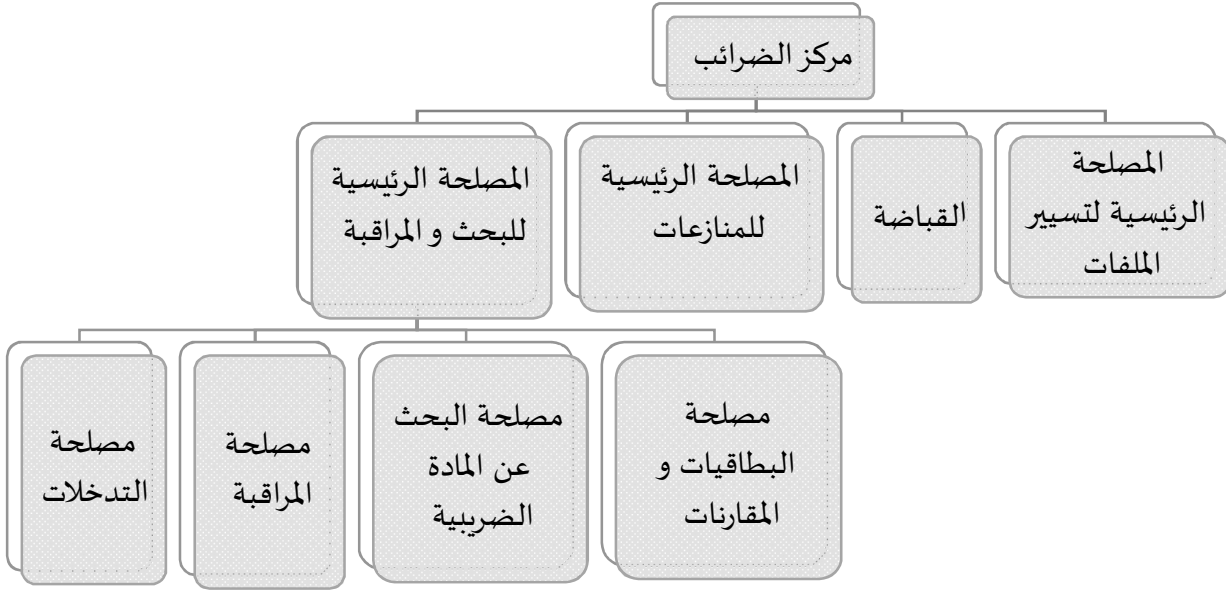 مركز الضرائب
المصلحة
الرئيسية لتسيير
الملفات
القباضة
المصلحة الرئيسية
للمنازعات
المصلحة الرئيسية
للبحث و المراقبة
مصلحة
البطاقيات و
المقارنات
مصلحة البحث
عن المادة
الضريبية
مصلحة
المراقبة
مصلحة
التدخلات